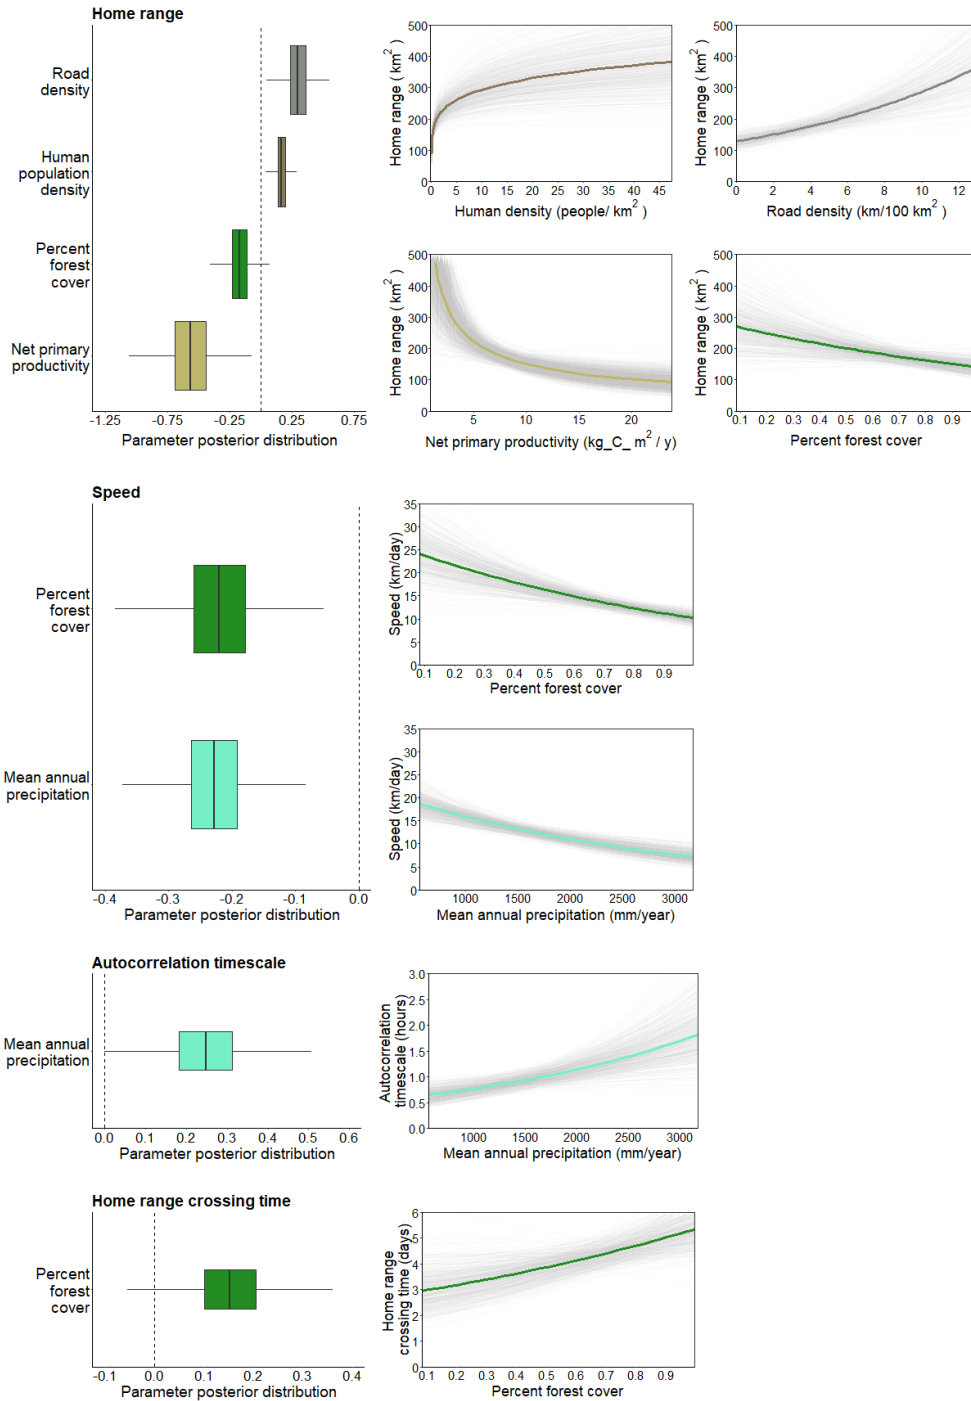 Home range
Road
density
Human
population
density
Percent
forest
cover
Net primary
productivity
-1.25 -0.75 -0.25 0.25 0.75
Parameter posterior distribution
Home range ( km2 )
500
400
300
200
100
0
0 5 10 15 20 25 30 35 40 45
Human density (people/ km2 )
Home range ( km2 )
500
400
300
200
100
0
0 2 4 6 8 10 12
Road density (km/100 km2 )
Home range ( km2 )
500
400
300
200
100
0
5 10 15 20
Net primary productivity (kg_C_ m2 / y)
Home range ( km2 )
500
400
300
200
100
0
0.1 0.2 0.3 0.4 0.5 0.6 0.7 0.8 0.9
Percent forest cover
Speed
Percent
forest
cover
Mean annual
precipitation
-0.4 -0.3 -0.2 -0.1 0.0
Parameter posterior distribution
Speed (km/day)
35
30
25
20
15
10
5
0
0.1 0.2 0.3 0.4 0.5 0.6 0.7 0.8 0.9
Percent forest cover
Speed (km/day)
35
30
25
20
15
10
5
0
1000 1500 2000 2500 3000
Mean annual precipitation (mm/year)
Autocorrelation timescale
Mean annual
precipitation
0.0 0.1 0.2 0.3 0.4 0.5 0.6
Parameter posterior distribution
Autocorrelation
timescale (hours)
3.0
2.5
2.0
1.5
1.0
0.5
0.0
1000 1500 2000 2500 3000
Mean annual precipitation (mm/year)
Home range crossing time
Percent
forest
cover
-0.1 0.0 0.1 0.2 0.3 0.4
Parameter posterior distribution
Home range
crossing time (days)
6
5
4
3
2
1
0
0.1 0.2 0.3 0.4 0.5 0.6 0.7 0.8 0.9
Percent forest cover